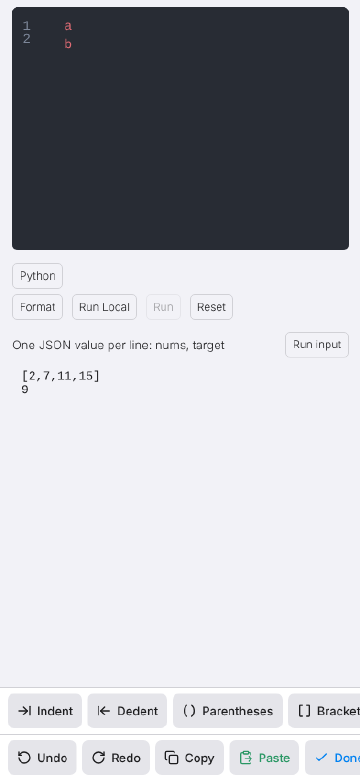 1 a
2 b
Python
Format Run Local Run Reset
One JSON value per line: nums, target Run input
[2,7,11,15]
9
Indent Dedent () Parentheses [] Bracket
Undo Redo Copy Paste Done